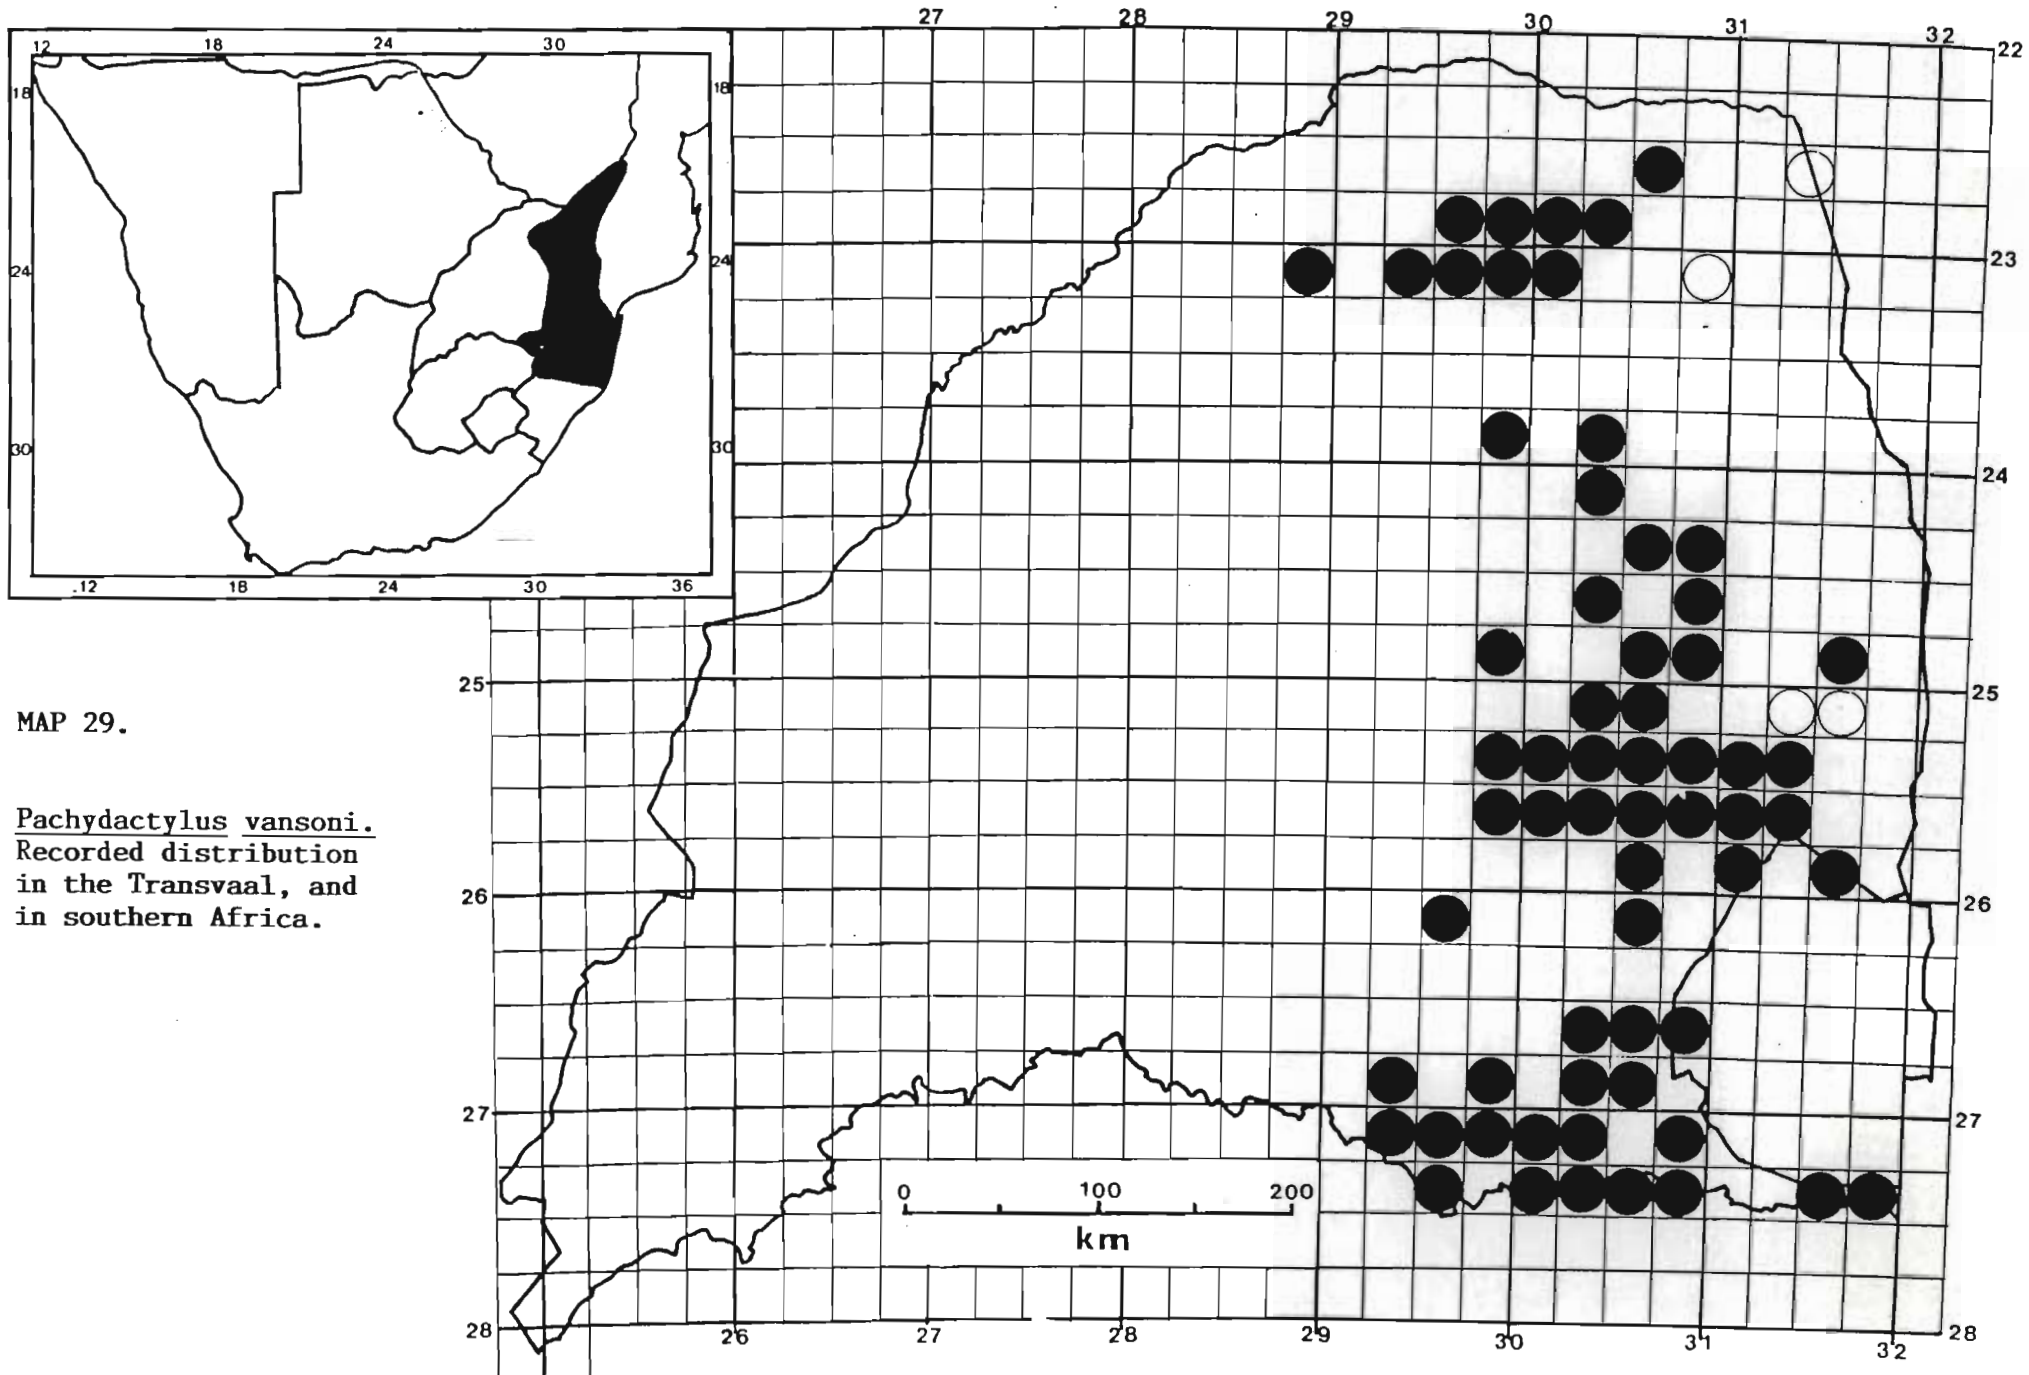 27 28 29 30 31 32
22
12 18 24 30
18 18
23
24 24
30 30
24
.12 18 24 30 36
25 25
MAP 29.
Pachydactylus vansoni.
Recorded distribution
in the Transvaal, and
in southern Africa.
26 26
27 27
0 100 200
km
28 28
26 27 28 29 30 31 32